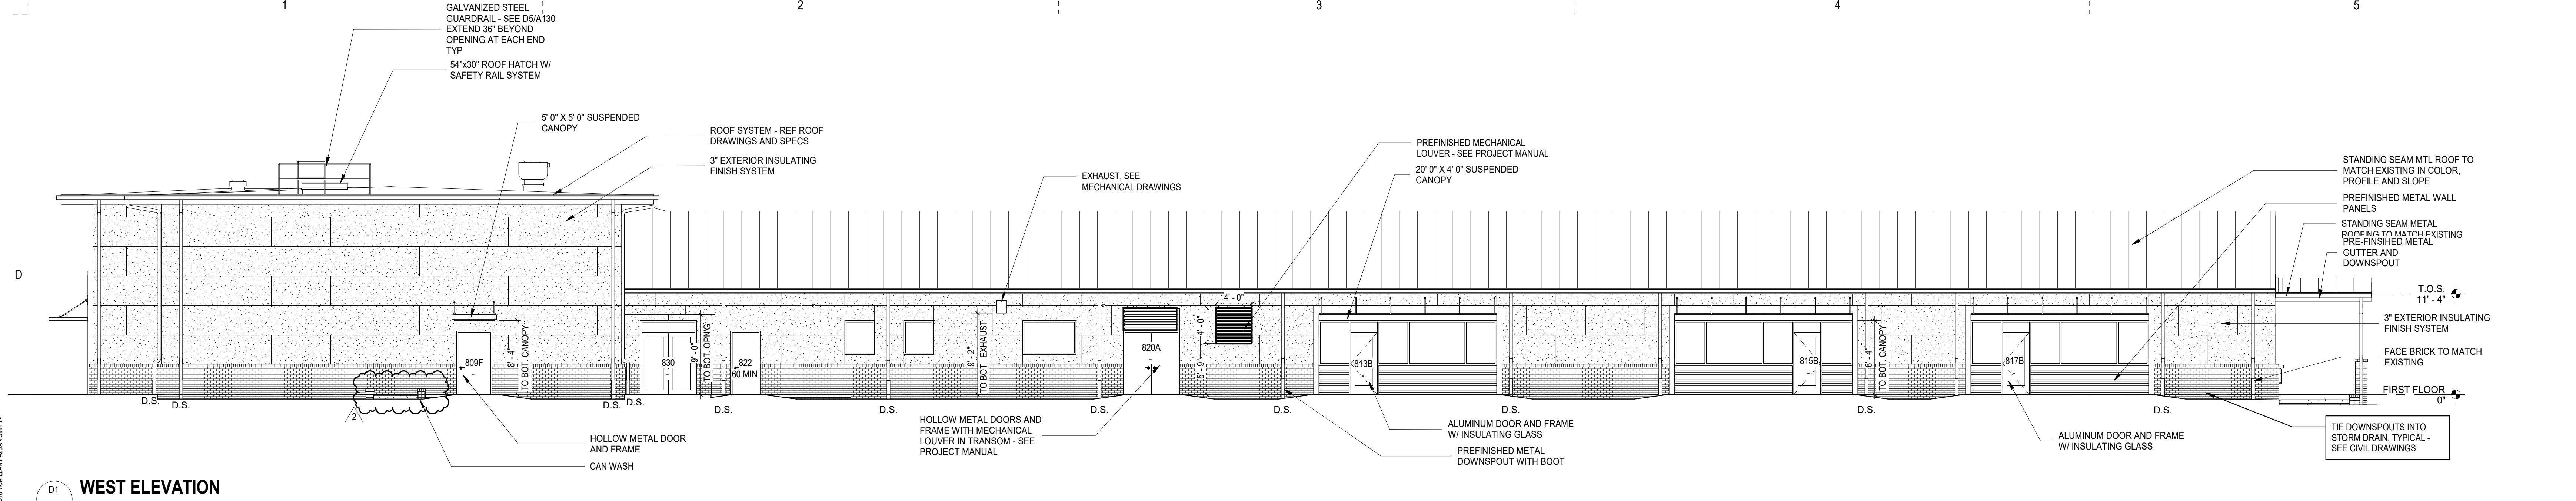 1
2
3
4
5
GALVANIZED STEEL
GUARDRAIL - SEE D5/A130
EXTEND 36" BEYOND
OPENING AT EACH END
TYP
54"x30" ROOF HATCH W/
SAFETY RAIL SYSTEM
5' 0" X 5' 0" SUSPENDED
CANOPY
ROOF SYSTEM - REF ROOF
DRAWINGS AND SPECS
3" EXTERIOR INSULATING
FINISH SYSTEM
EXHAUST, SEE
MECHANICAL DRAWINGS
PREFINISHED MECHANICAL
LOUVER - SEE PROJECT MANUAL
20' 0" X 4' 0" SUSPENDED
CANOPY
STANDING SEAM MTL ROOF TO
MATCH EXISTING IN COLOR,
PROFILE AND SLOPE
PREFINISHED METAL WALL
PANELS
STANDING SEAM METAL
ROOFING TO MATCH EXISTING
PRE-FINSIHED METAL
GUTTER AND
DOWNSPOUT
D
T.O.S.
11' - 4"
3" EXTERIOR INSULATING
FINISH SYSTEM
FACE BRICK TO MATCH
EXISTING
FIRST FLOOR
0"
809F
-
8' - 4"
TO BOT. CANOPY
830
-
9' - 0"
TO BOT. OPN'G
822
60 MIN
9' - 2"
TO BOT. EXHAUST
820A
-
4' - 0"
4' - 0"
5' - 9"
813B
-
815B
-
8' - 4"
TO BOT. CANOPY
817B
-
D.S.
D.S.
D.S.
D.S.
D.S.
D.S.
D.S.
D.S.
D.S.
D.S.
D.S.
2
HOLLOW METAL DOOR
AND FRAME
CAN WASH
HOLLOW METAL DOORS AND
FRAME WITH MECHANICAL
LOUVER IN TRANSOM - SEE
PROJECT MANUAL
ALUMINUM DOOR AND FRAME
W/ INSULATING GLASS
PREFINISHED METAL
DOWNSPOUT WITH BOOT
ALUMINUM DOOR AND FRAME
W/ INSULATING GLASS
TIE DOWNSPOUTS INTO
STORM DRAIN, TYPICAL -
SEE CIVIL DRAWINGS
D1
WEST ELEVATION